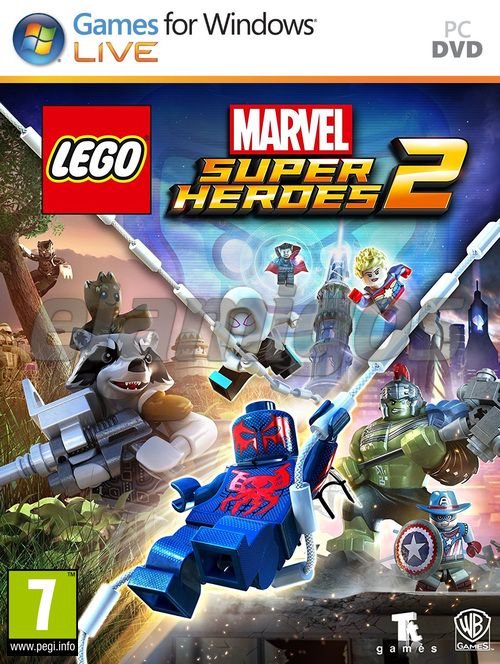 Games for Windows
LIVE
PC
DVD
LEGO
MARVEL
SUPER
HEROES 2
elamigos
7
www.pegi.info
Tt
games
WB
GAMES